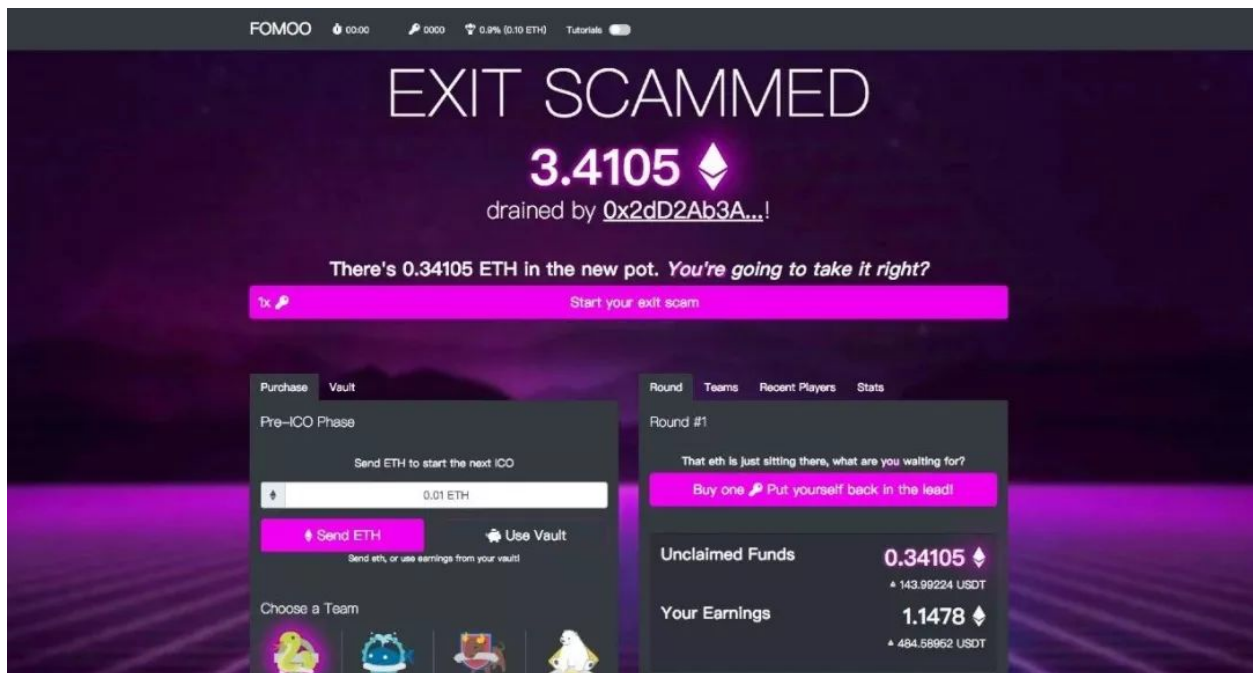 FOMOO 00:00 0000 0.9% (0.10 ETH) Tutorials
EXIT SCAMMED
3.4105
drained by 0x2dD2Ab3A...!
There's 0.34105 ETH in the new pot. You're going to take it right?
1x Start your exit scam
Purchase Vault
Pre-ICO Phase
Send ETH to start the next ICO
0.01 ETH
Send ETH Use Vault
Send eth, or use earnings from your vault!
Choose a Team
Round Teams Recent Players Stats
Round #1
That eth is just sitting there, what are you waiting for?
Buy one Put yourself back in the lead!
Unclaimed Funds 0.34105
143.99224 USDT
Your Earnings 1.1478
484.58952 USDT